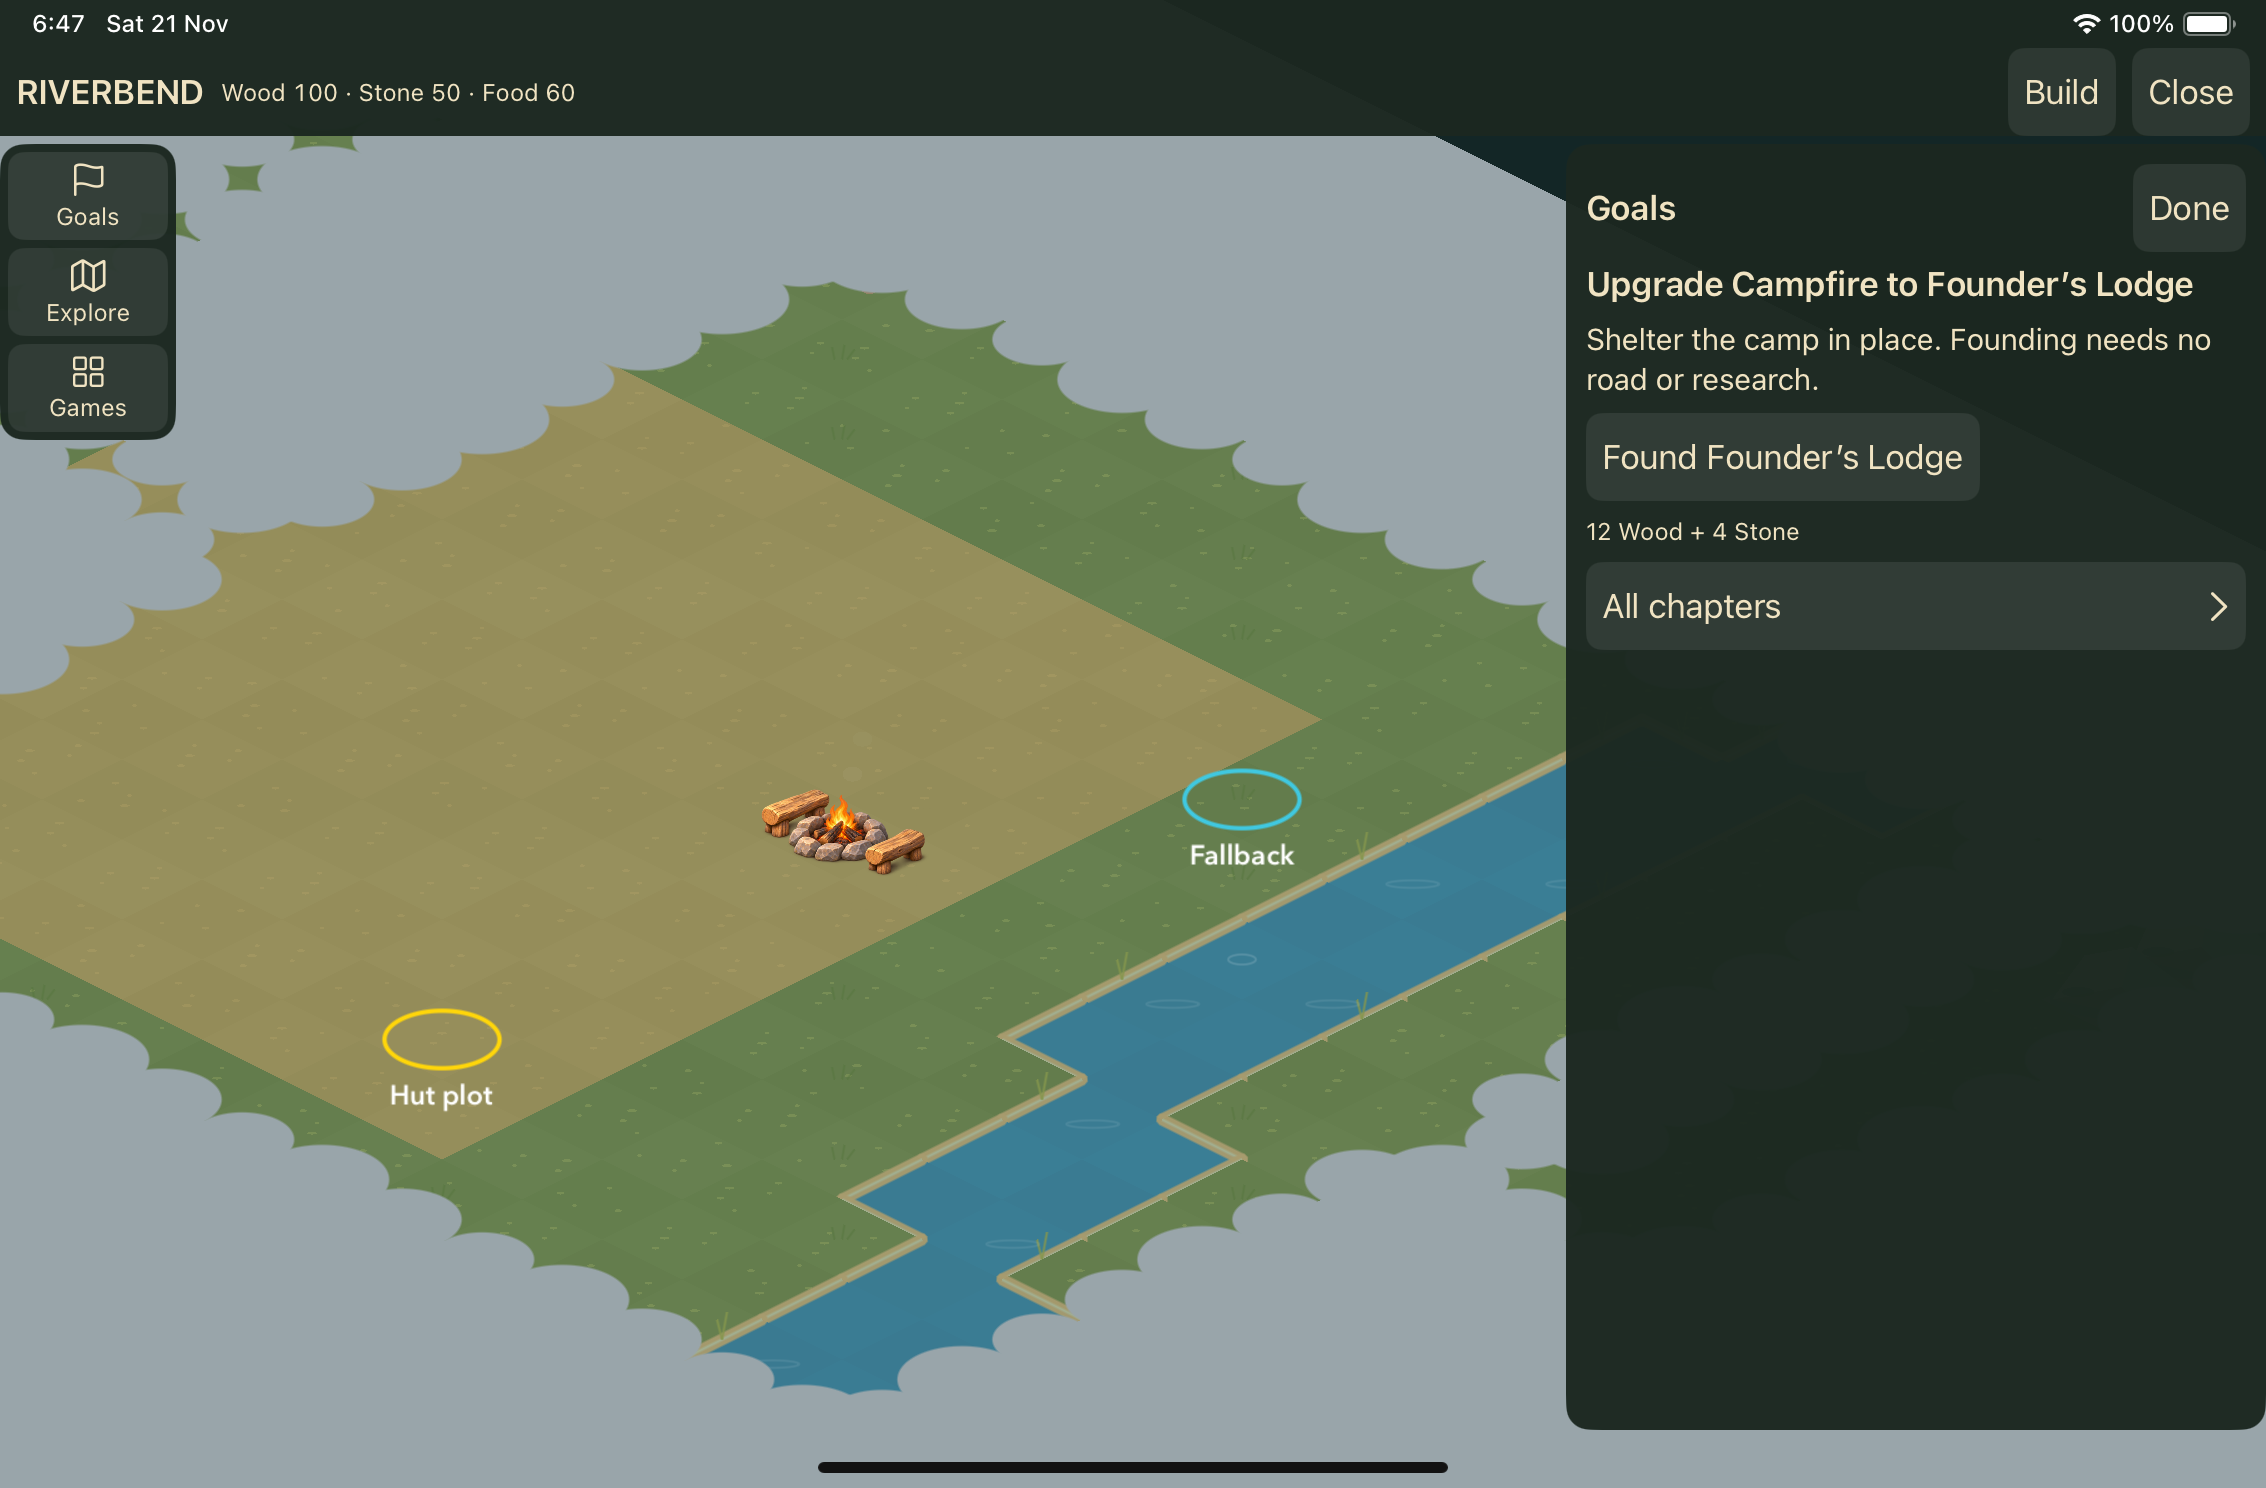 6:47 Sat 21 Nov
100%
RIVERBEND Wood 100 · Stone 50 · Food 60
Build
Close
Goals
Explore
Games
Goals
Done
Upgrade Campfire to Founder’s Lodge
Shelter the camp in place. Founding needs no
road or research.
Found Founder’s Lodge
12 Wood + 4 Stone
All chapters
Fallback
Hut plot